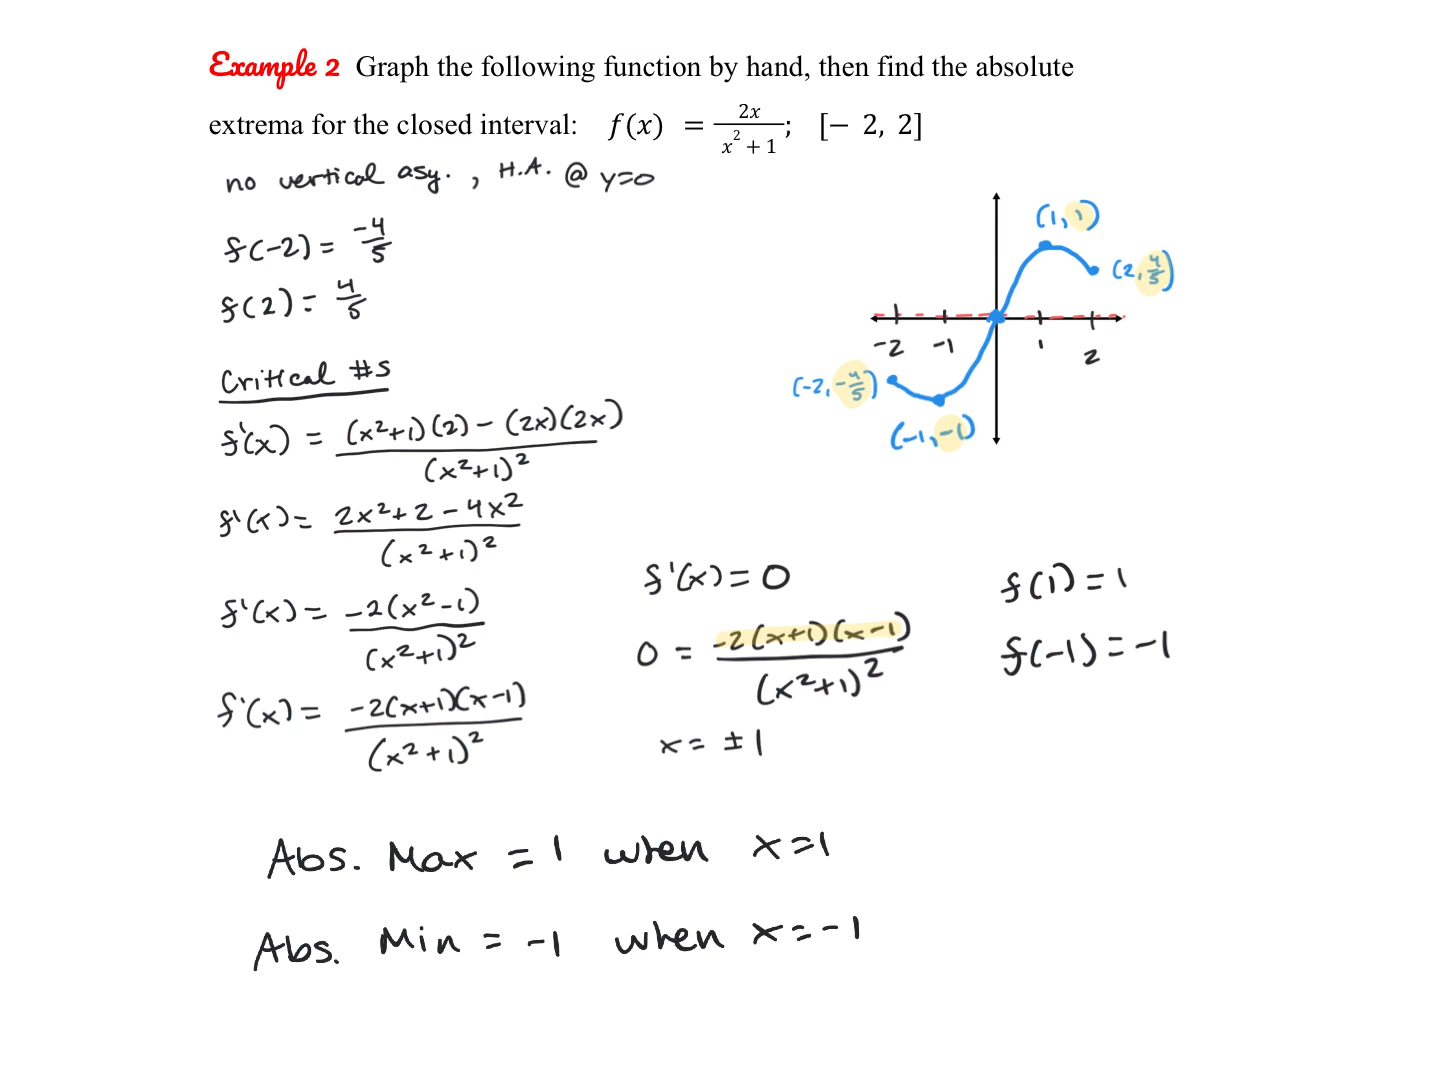 Example 2 Graph the following function by hand, then find the absolute
extrema for the closed interval: f(x) = 2x/(x² + 1); [− 2, 2]
no vertical asy., H.A. @ y=0
f(-2) = -4/5
f(2) = 4/5
Critical #s
f'(x) = ((x²+1)(2) - (2x)(2x))/(x²+1)²
f'(x) = (2x²+2-4x²)/(x²+1)²
f'(x) = -2(x²-1)/(x²+1)²
f'(x) = -2(x+1)(x-1)/(x²+1)²
(1, 1)
(2, 4/5)
-2 -1 1 2
(-2, -4/5)
(-1, -1)
f'(x) = 0
0 = -2(x+1)(x-1)/(x²+1)²
x = ±1
f(1) = 1
f(-1) = -1
Abs. Max = 1 when x=1
Abs. Min = -1 when x=-1